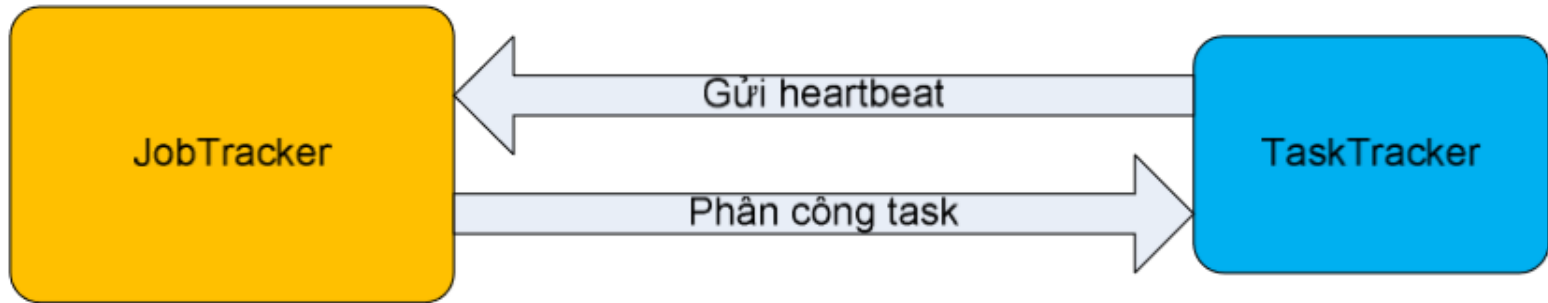 Gửi heartbeat
JobTracker
TaskTracker
Phân công task